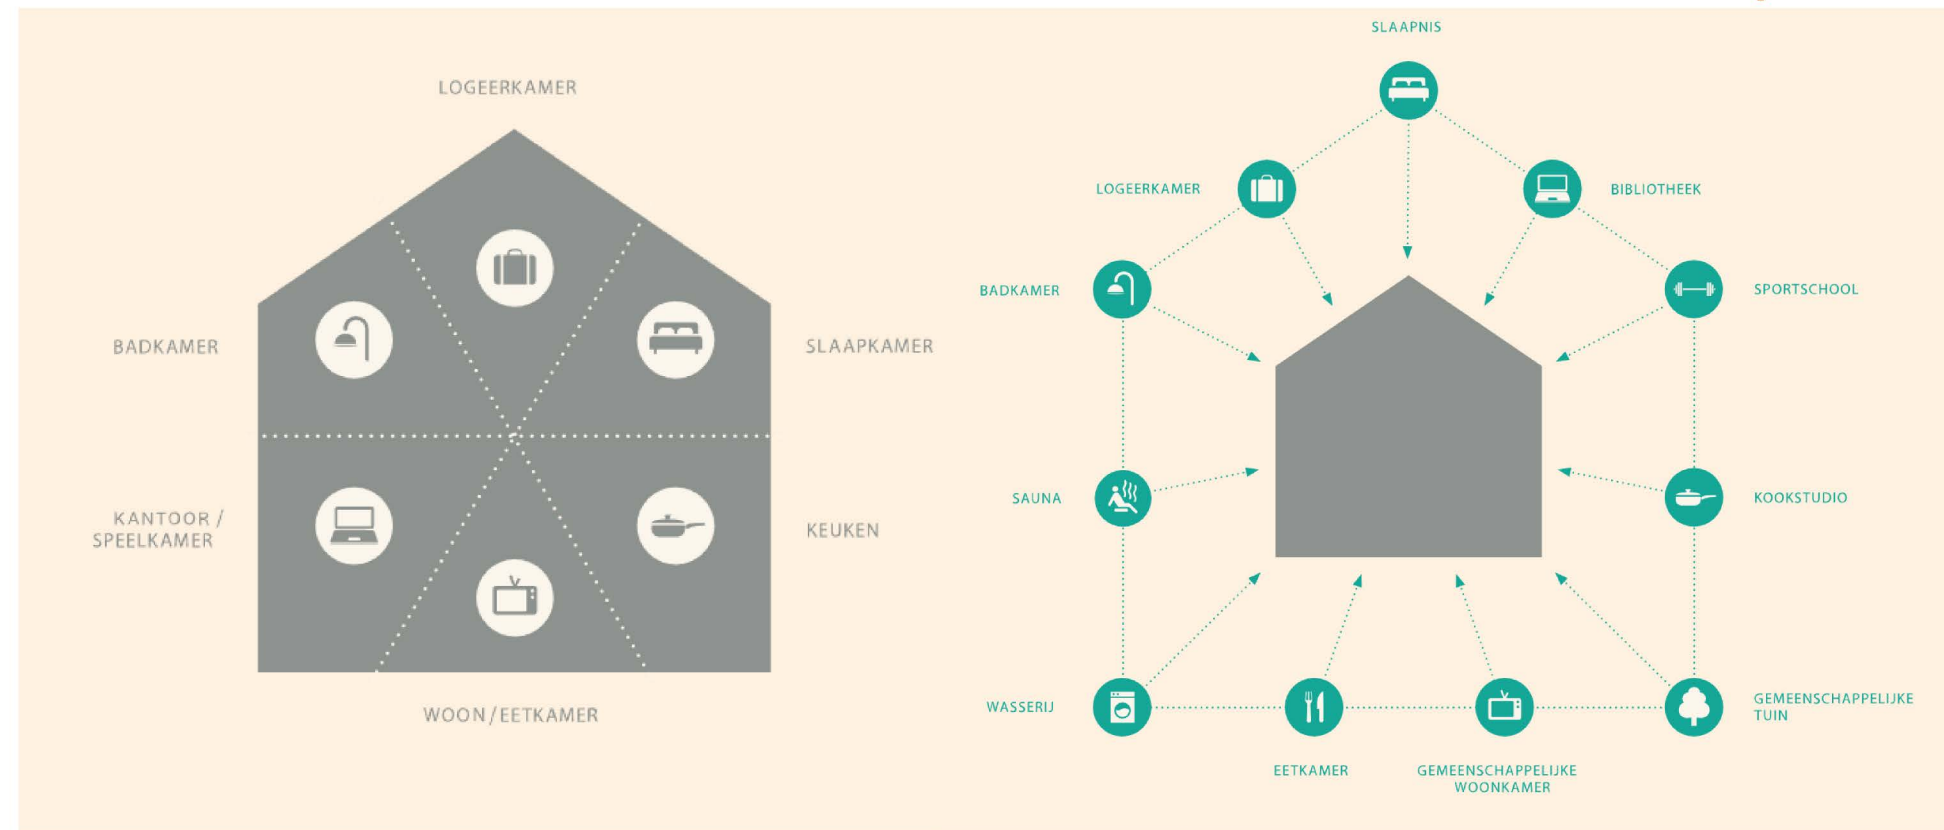 LOGEERKAMER
BADKAMER
SLAAPKAMER
KANTOOR /
SPEELKAMER
KEUKEN
WOON/EETKAMER
SLAAPNIS
LOGEERKAMER
BIBLIOTHEEK
BADKAMER
SPORTSCHOOL
SAUNA
KOOKSTUDIO
WASSERIJ
GEMEENSCHAPPELIJKE
TUIN
EETKAMER
GEMEENSCHAPPELIJKE
WOONKAMER